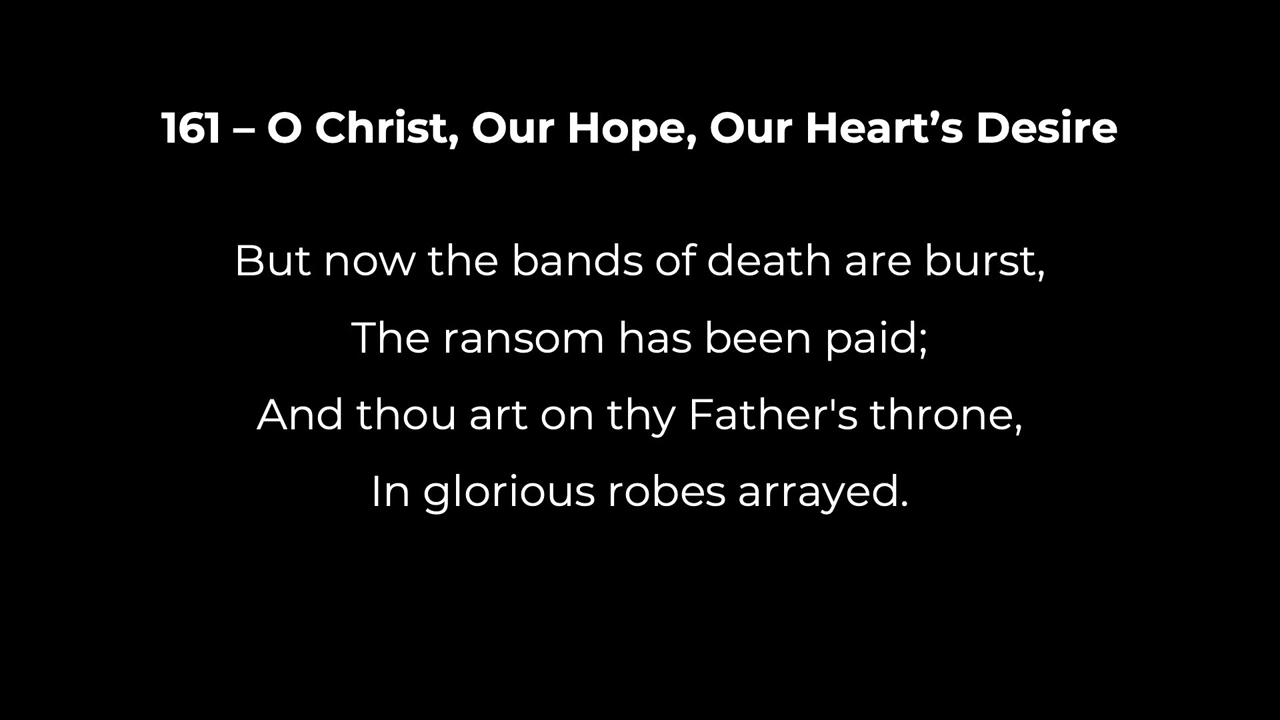 161 – O Christ, Our Hope, Our Heart’s Desire
But now the bands of death are burst,
The ransom has been paid;
And thou art on thy Father's throne,
In glorious robes arrayed.